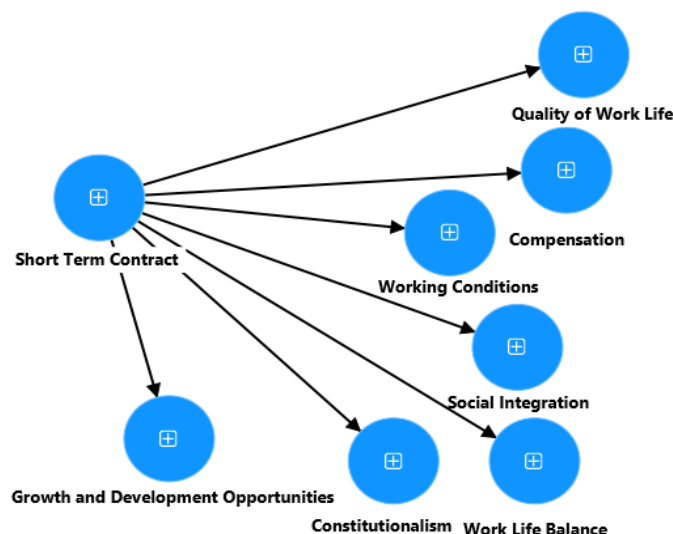 Quality of Work Life
Compensation
Short Term Contract
Working Conditions
Social Integration
Growth and Development Opportunities
Constitutionalism
Work Life Balance